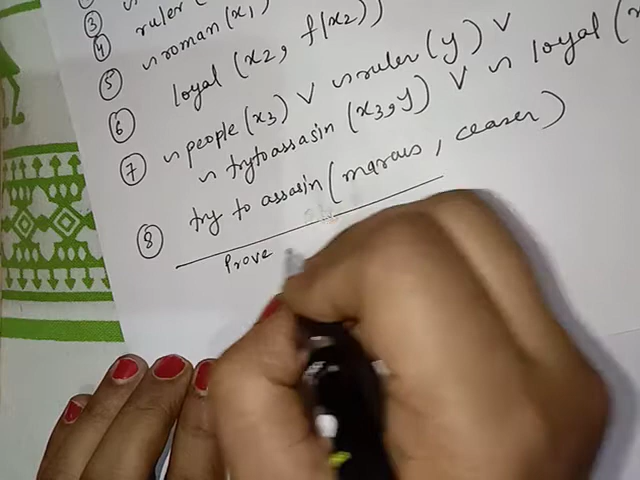 ③
④ ruler (
⑤ ~roman (x1)
⑥ loyal (x2, f(x2))
⑦ ~people (x3) V ~ruler (y) V
~trytoassasin (x3, y) V ~ loyal (
⑧ try to assasin (marcus, ceaser)
Prove